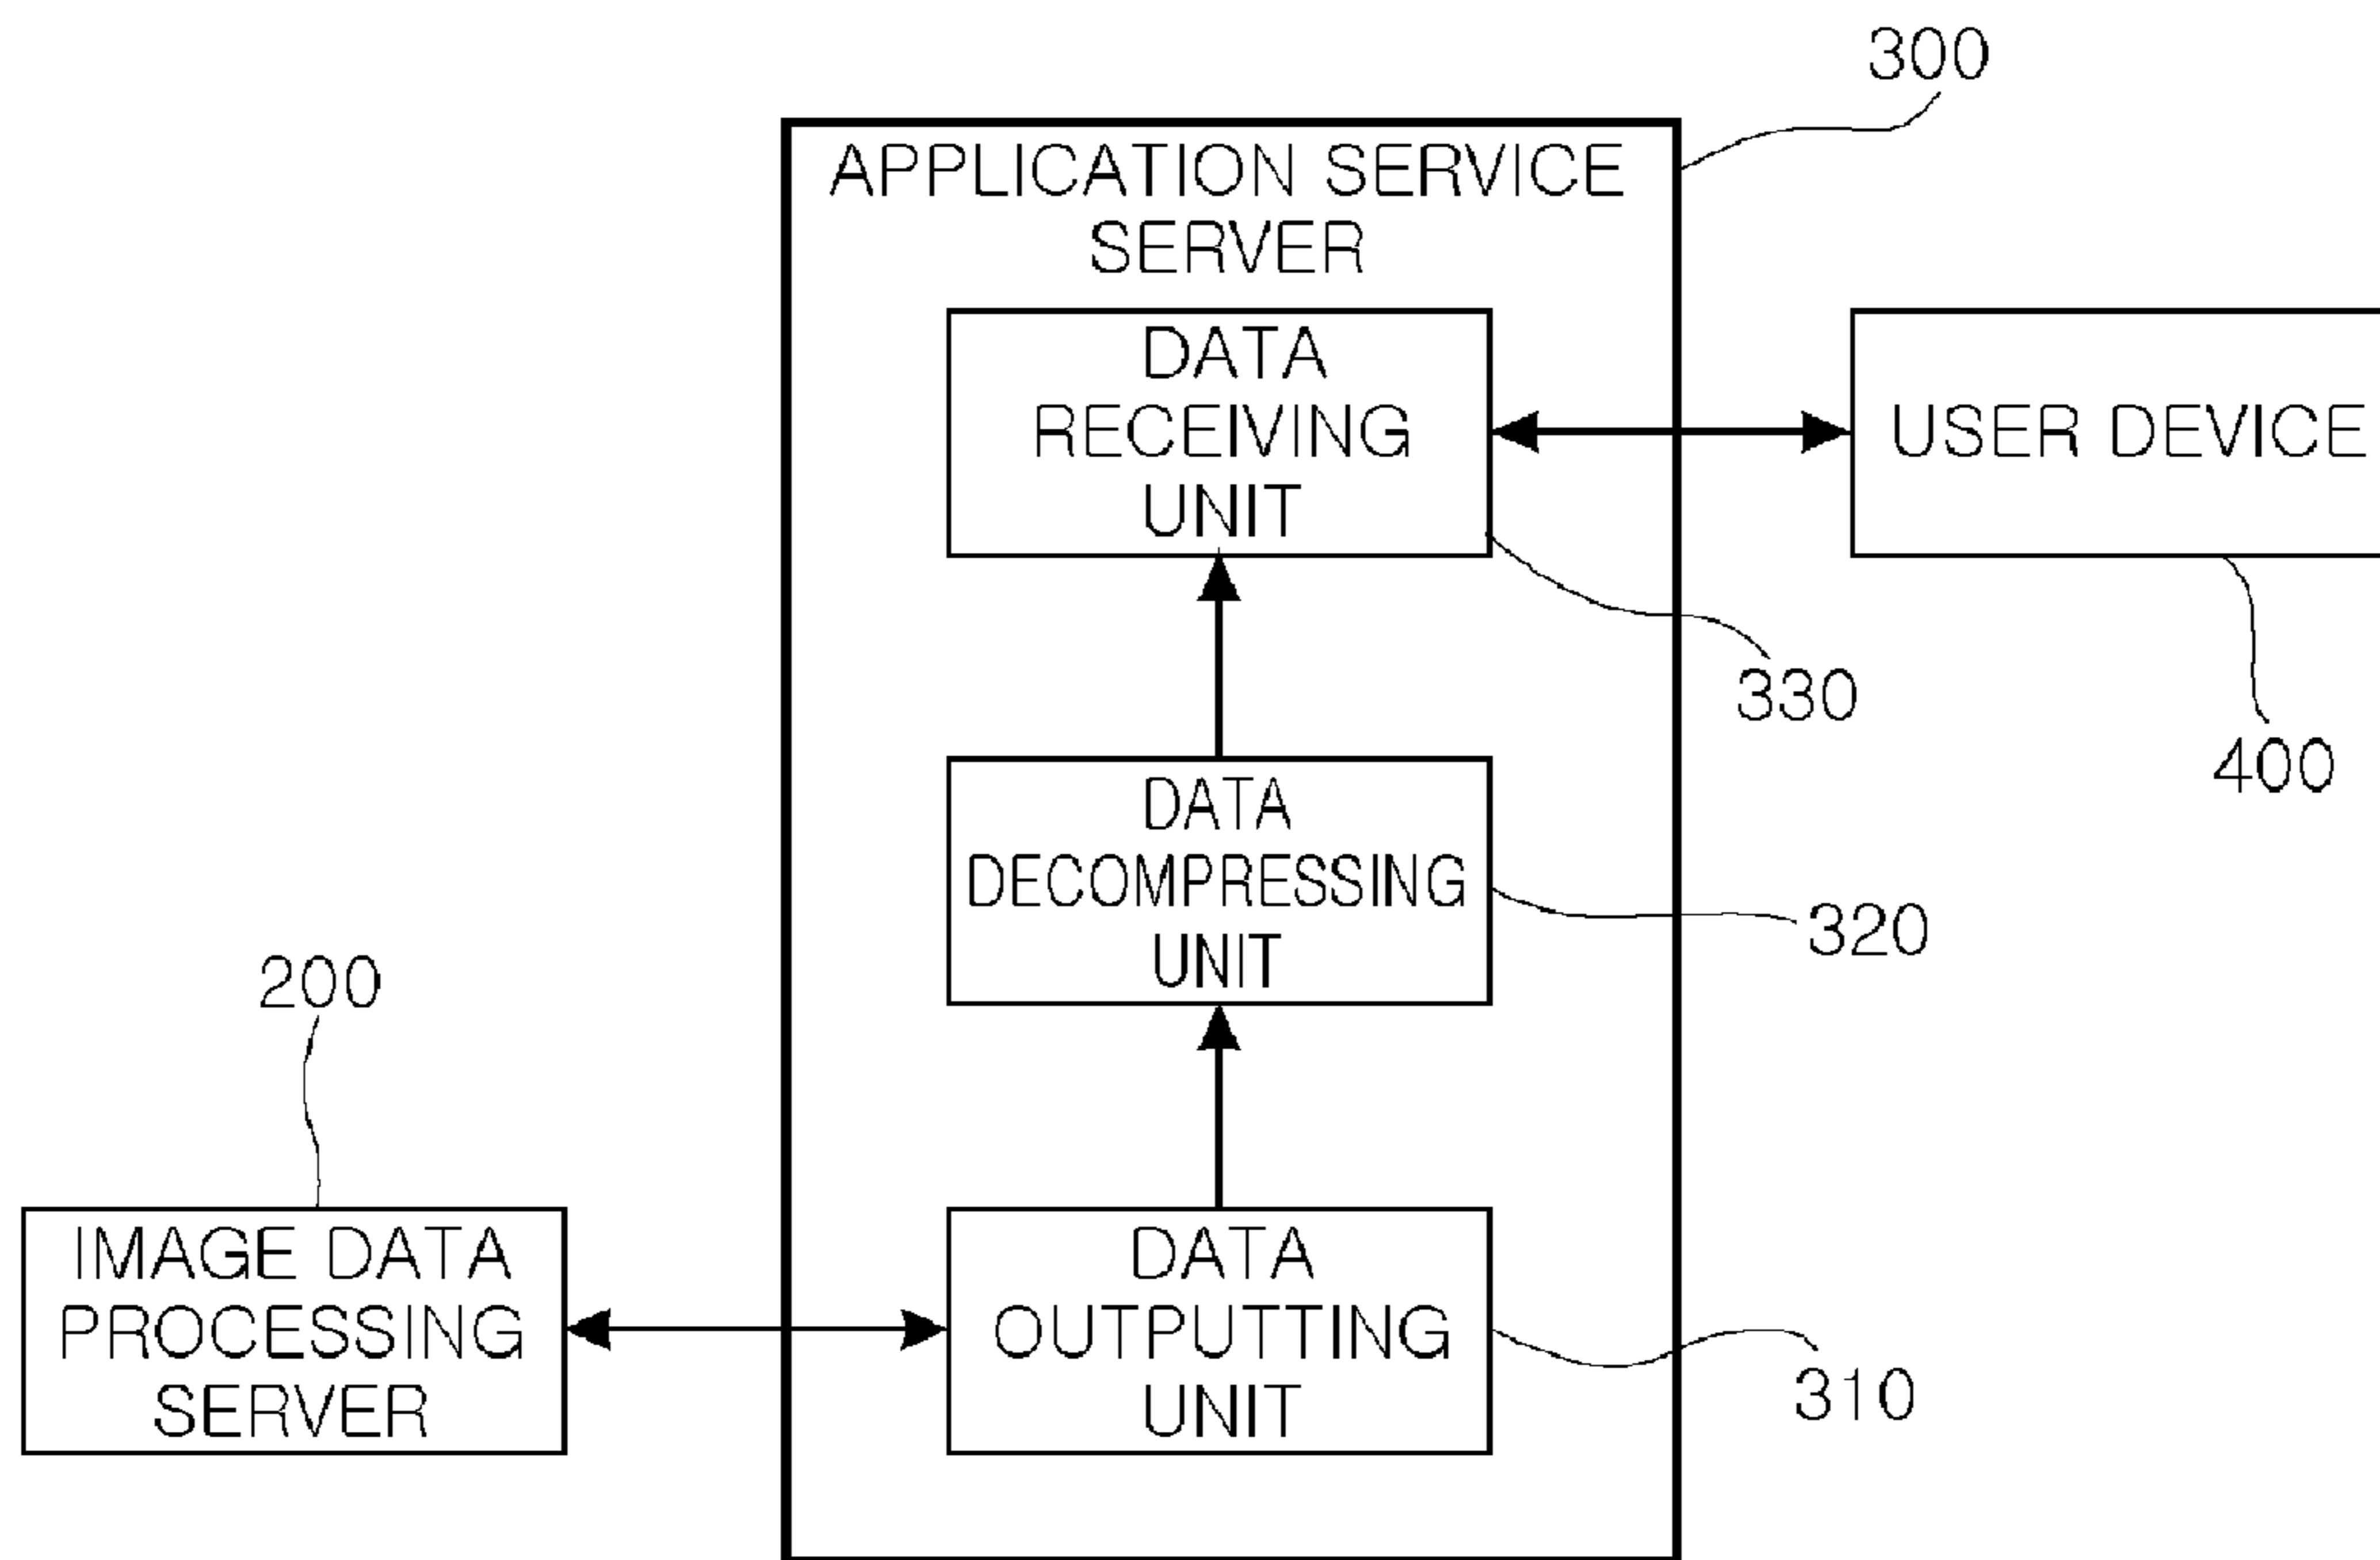 300
APPLICATION SERVICE
SERVER
DATA
RECEIVING
UNIT
USER DEVICE
330
400
DATA
DECOMPRESSING
UNIT
320
200
IMAGE DATA
PROCESSING
SERVER
DATA
OUTPUTTING
UNIT
310